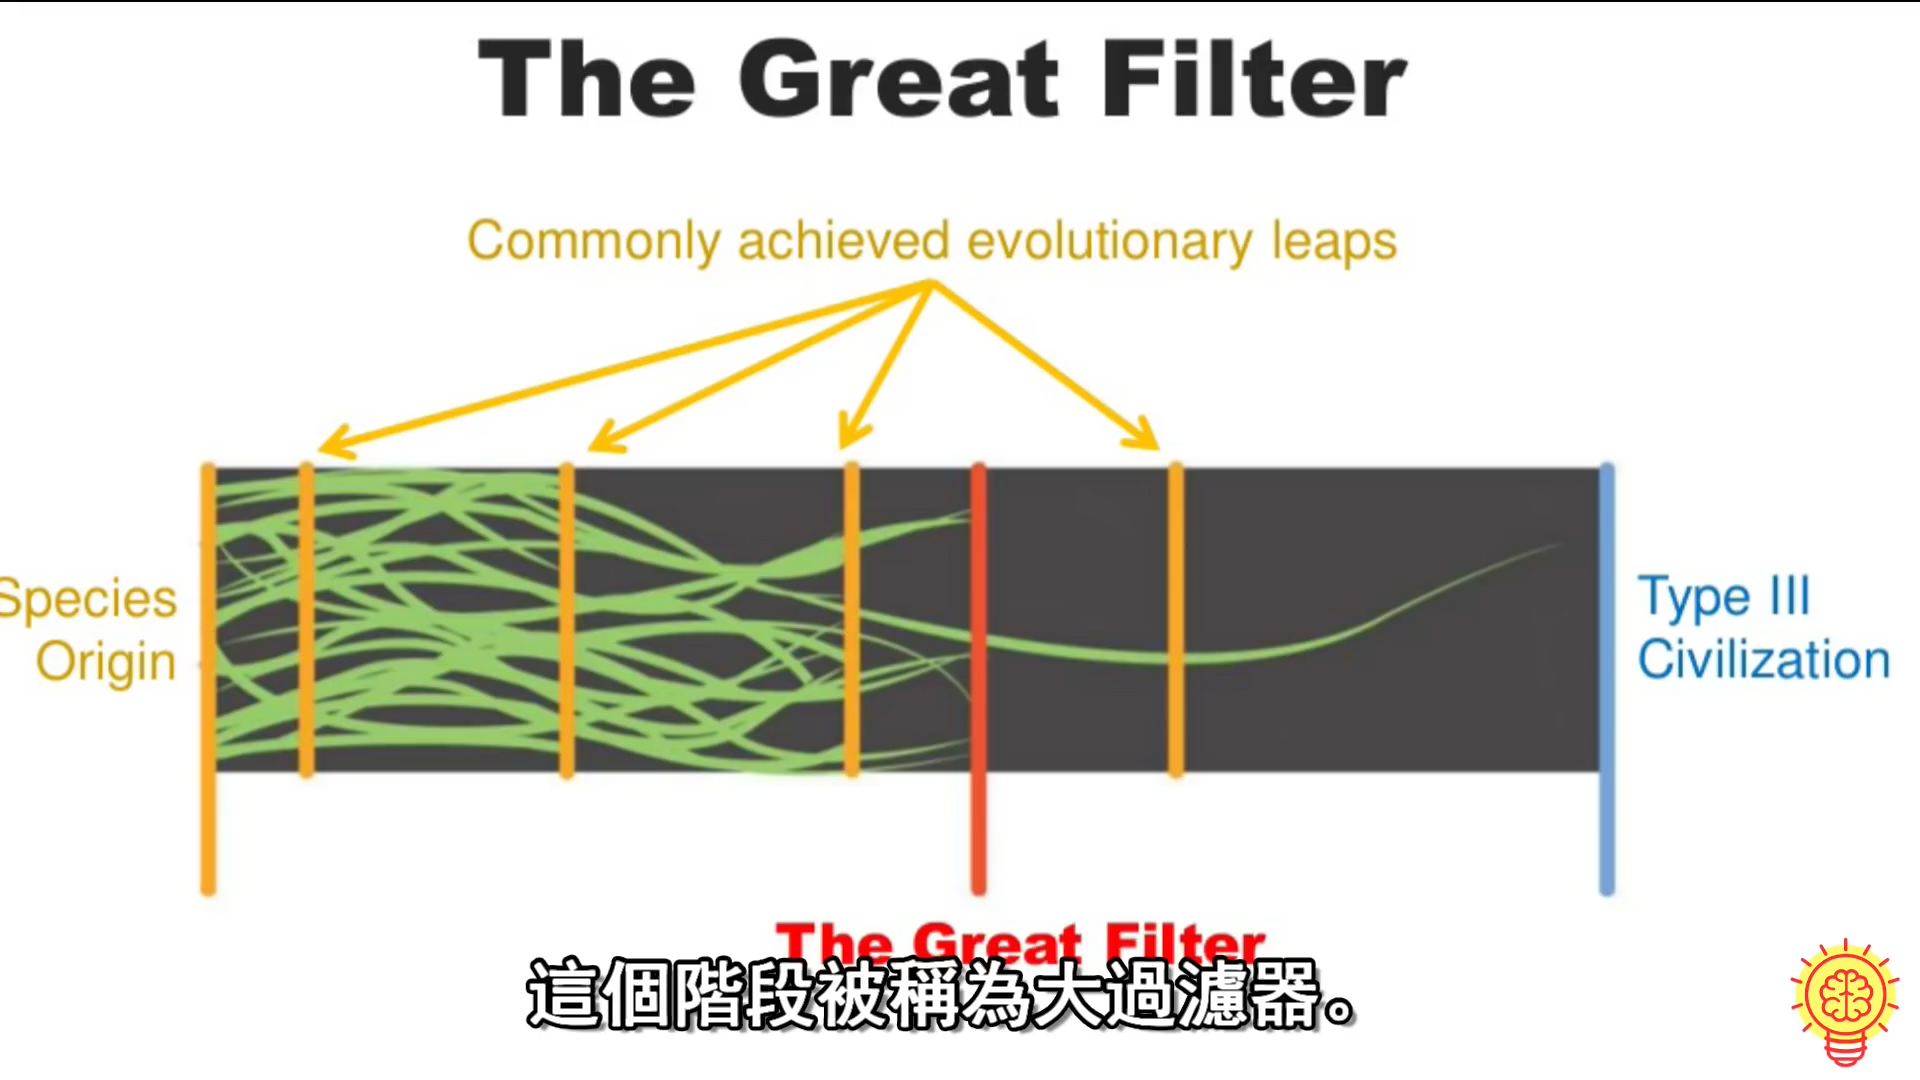 The Great Filter
Commonly achieved evolutionary leaps
Species
Origin
Type III
Civilization
The Great Filter
這個階段被稱為大過濾器。